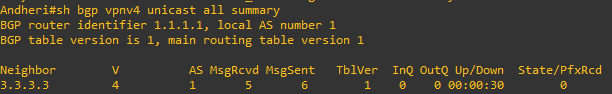 Andheri#sh bgp vpnv4 unicast all summary
BGP router identifier 1.1.1.1, local AS number 1
BGP table version is 1, main routing table version 1
Neighbor V AS MsgRcvd MsgSent TblVer InQ OutQ Up/Down State/PfxRcd
3.3.3.3 4 1 5 6 1 0 0 00:00:30 0